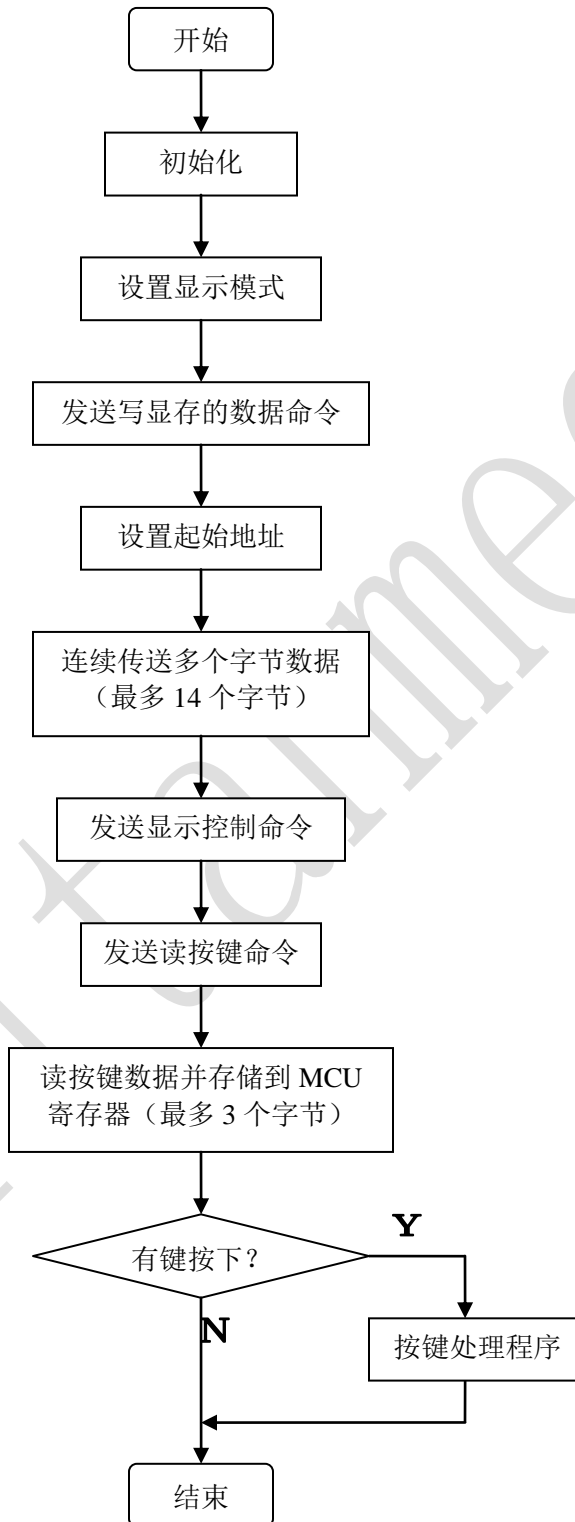 开始
初始化
设置显示模式
发送写显存的数据命令
设置起始地址
连续传送多个字节数据
（最多 14 个字节）
发送显示控制命令
发送读按键命令
读按键数据并存储到 MCU
寄存器（最多 3 个字节）
有键按下？
Y
N
按键处理程序
结束